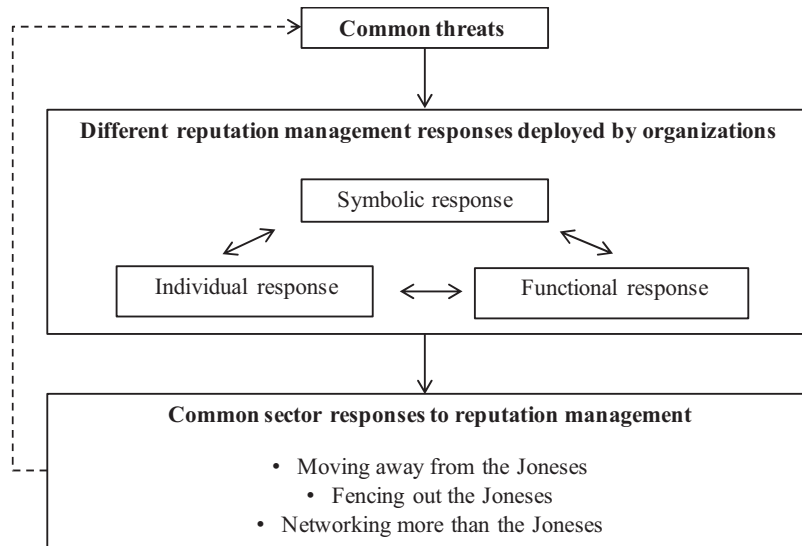 Common threats
Different reputation management responses deployed by organizations
Symbolic response
Individual response
Functional response
Common sector responses to reputation management
• Moving away from the Joneses
• Fencing out the Joneses
• Networking more than the Joneses